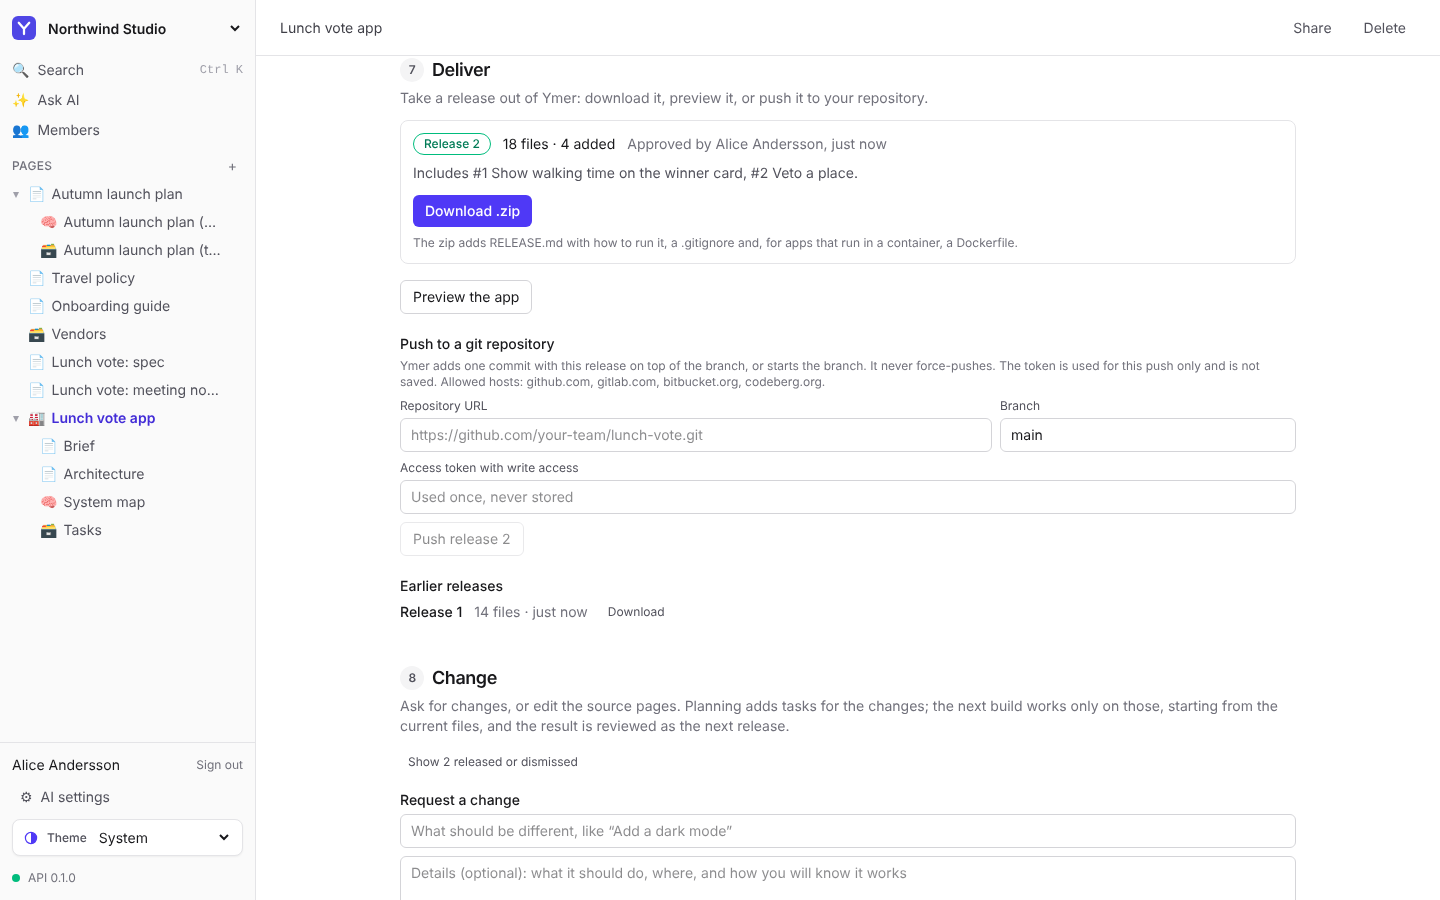 Northwind Studio
Search Ctrl K
Ask AI
Members
PAGES +
Autumn launch plan
Autumn launch plan (...
Autumn launch plan (t...
Travel policy
Onboarding guide
Vendors
Lunch vote: spec
Lunch vote: meeting no...
Lunch vote app
Brief
Architecture
System map
Tasks
Alice Andersson Sign out
AI settings
Theme System
API 0.1.0
Lunch vote app Share Delete
7 Deliver
Take a release out of Ymer: download it, preview it, or push it to your repository.
Release 2 18 files · 4 added Approved by Alice Andersson, just now
Includes #1 Show walking time on the winner card, #2 Veto a place.
Download .zip
The zip adds RELEASE.md with how to run it, a .gitignore and, for apps that run in a container, a Dockerfile.
Preview the app
Push to a git repository
Ymer adds one commit with this release on top of the branch, or starts the branch. It never force-pushes. The token is used for this push only and is not
saved. Allowed hosts: github.com, gitlab.com, bitbucket.org, codeberg.org.
Repository URL Branch
https://github.com/your-team/lunch-vote.git main
Access token with write access
Used once, never stored
Push release 2
Earlier releases
Release 1 14 files · just now Download
8 Change
Ask for changes, or edit the source pages. Planning adds tasks for the changes; the next build works only on those, starting from the
current files, and the result is reviewed as the next release.
Show 2 released or dismissed
Request a change
What should be different, like “Add a dark mode”
Details (optional): what it should do, where, and how you will know it works